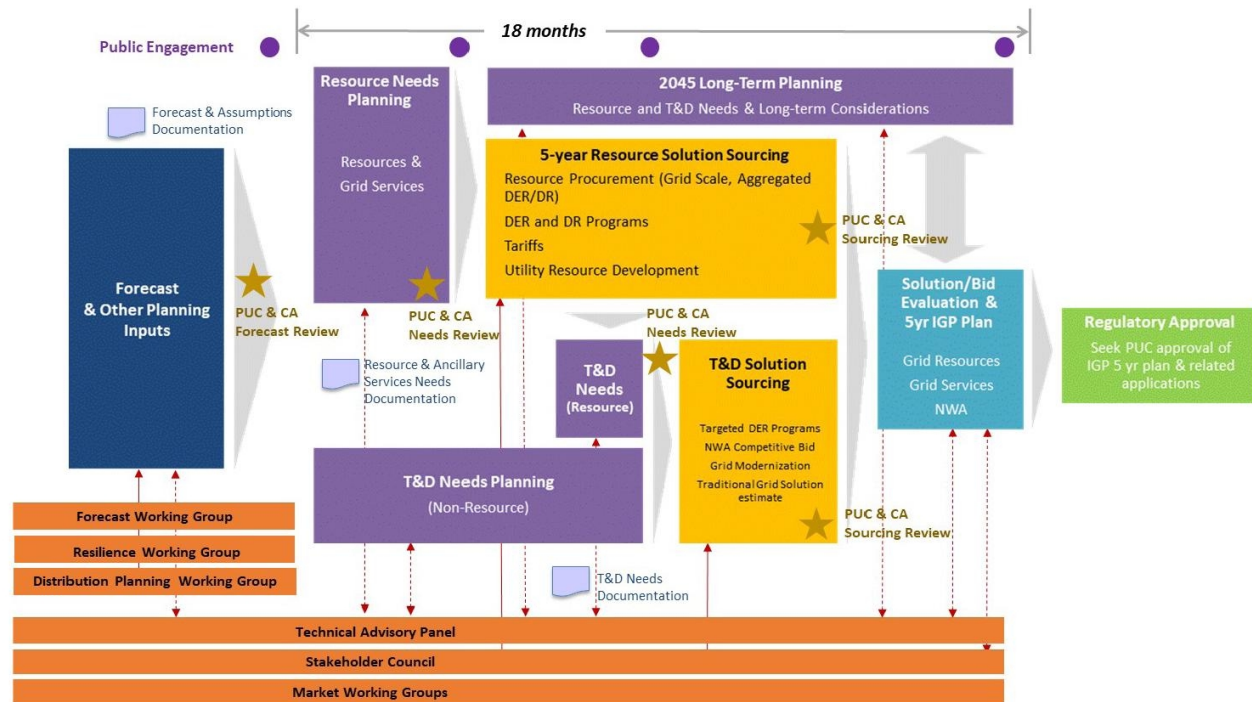 18 months
Public Engagement
Forecast & Assumptions
Documentation
Forecast
& Other Planning
Inputs
PUC & CA
Forecast Review
Resource Needs
Planning
Resources &
Grid Services
PUC & CA
Needs Review
Resource & Ancillary
Services Needs
Documentation
2045 Long-Term Planning
Resource and T&D Needs & Long-term Considerations
5-year Resource Solution Sourcing
Resource Procurement (Grid Scale, Aggregated
DER/DR)
DER and DR Programs
Tariffs
Utility Resource Development
PUC & CA
Sourcing Review
T&D
Needs
(Resource)
PUC & CA
Needs Review
T&D Needs Planning
(Non-Resource)
T&D Solution
Sourcing
Targeted DER Programs
NWA Competitive Bid
Grid Modernization
Traditional Grid Solution
estimate
PUC & CA
Sourcing Review
T&D Needs
Documentation
Solution/Bid
Evaluation &
5yr IGP Plan
Grid Resources
Grid Services
NWA
Regulatory Approval
Seek PUC approval of
IGP 5 yr plan & related
applications
Forecast Working Group
Resilience Working Group
Distribution Planning Working Group
Technical Advisory Panel
Stakeholder Council
Market Working Groups